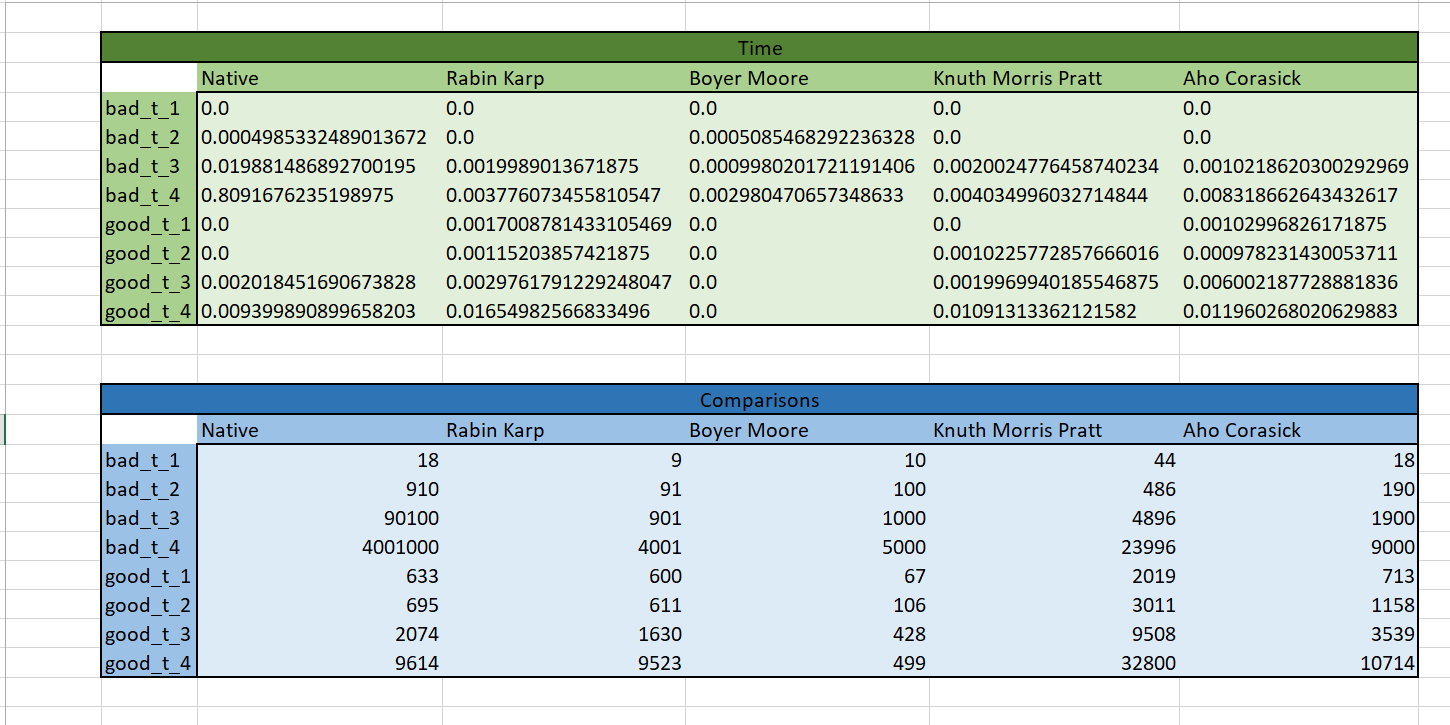 Time
Native Rabin Karp Boyer Moore Knuth Morris Pratt Aho Corasick
bad_t_1 0.0 0.0 0.0 0.0 0.0
bad_t_2 0.0004985332489013672 0.0 0.0005085468292236328 0.0 0.0
bad_t_3 0.019881486892700195 0.0019989013671875 0.0009980201721191406 0.0020024776458740234 0.0010218620300292969
bad_t_4 0.8091676235198975 0.003776073455810547 0.002980470657348633 0.004034996032714844 0.008318662643432617
good_t_1 0.0 0.0017008781433105469 0.0 0.0 0.00102996826171875
good_t_2 0.0 0.00115203857421875 0.0 0.0010225772857666016 0.000978231430053711
good_t_3 0.002018451690673828 0.0029761791229248047 0.0 0.0019969940185546875 0.006002187728881836
good_t_4 0.009399890899658203 0.01654982566833496 0.0 0.01091313362121582 0.011960268020629883
Comparisons
Native Rabin Karp Boyer Moore Knuth Morris Pratt Aho Corasick
bad_t_1 18 9 10 44 18
bad_t_2 910 91 100 486 190
bad_t_3 90100 901 1000 4896 1900
bad_t_4 4001000 4001 5000 23996 9000
good_t_1 633 600 67 2019 713
good_t_2 695 611 106 3011 1158
good_t_3 2074 1630 428 9508 3539
good_t_4 9614 9523 499 32800 10714